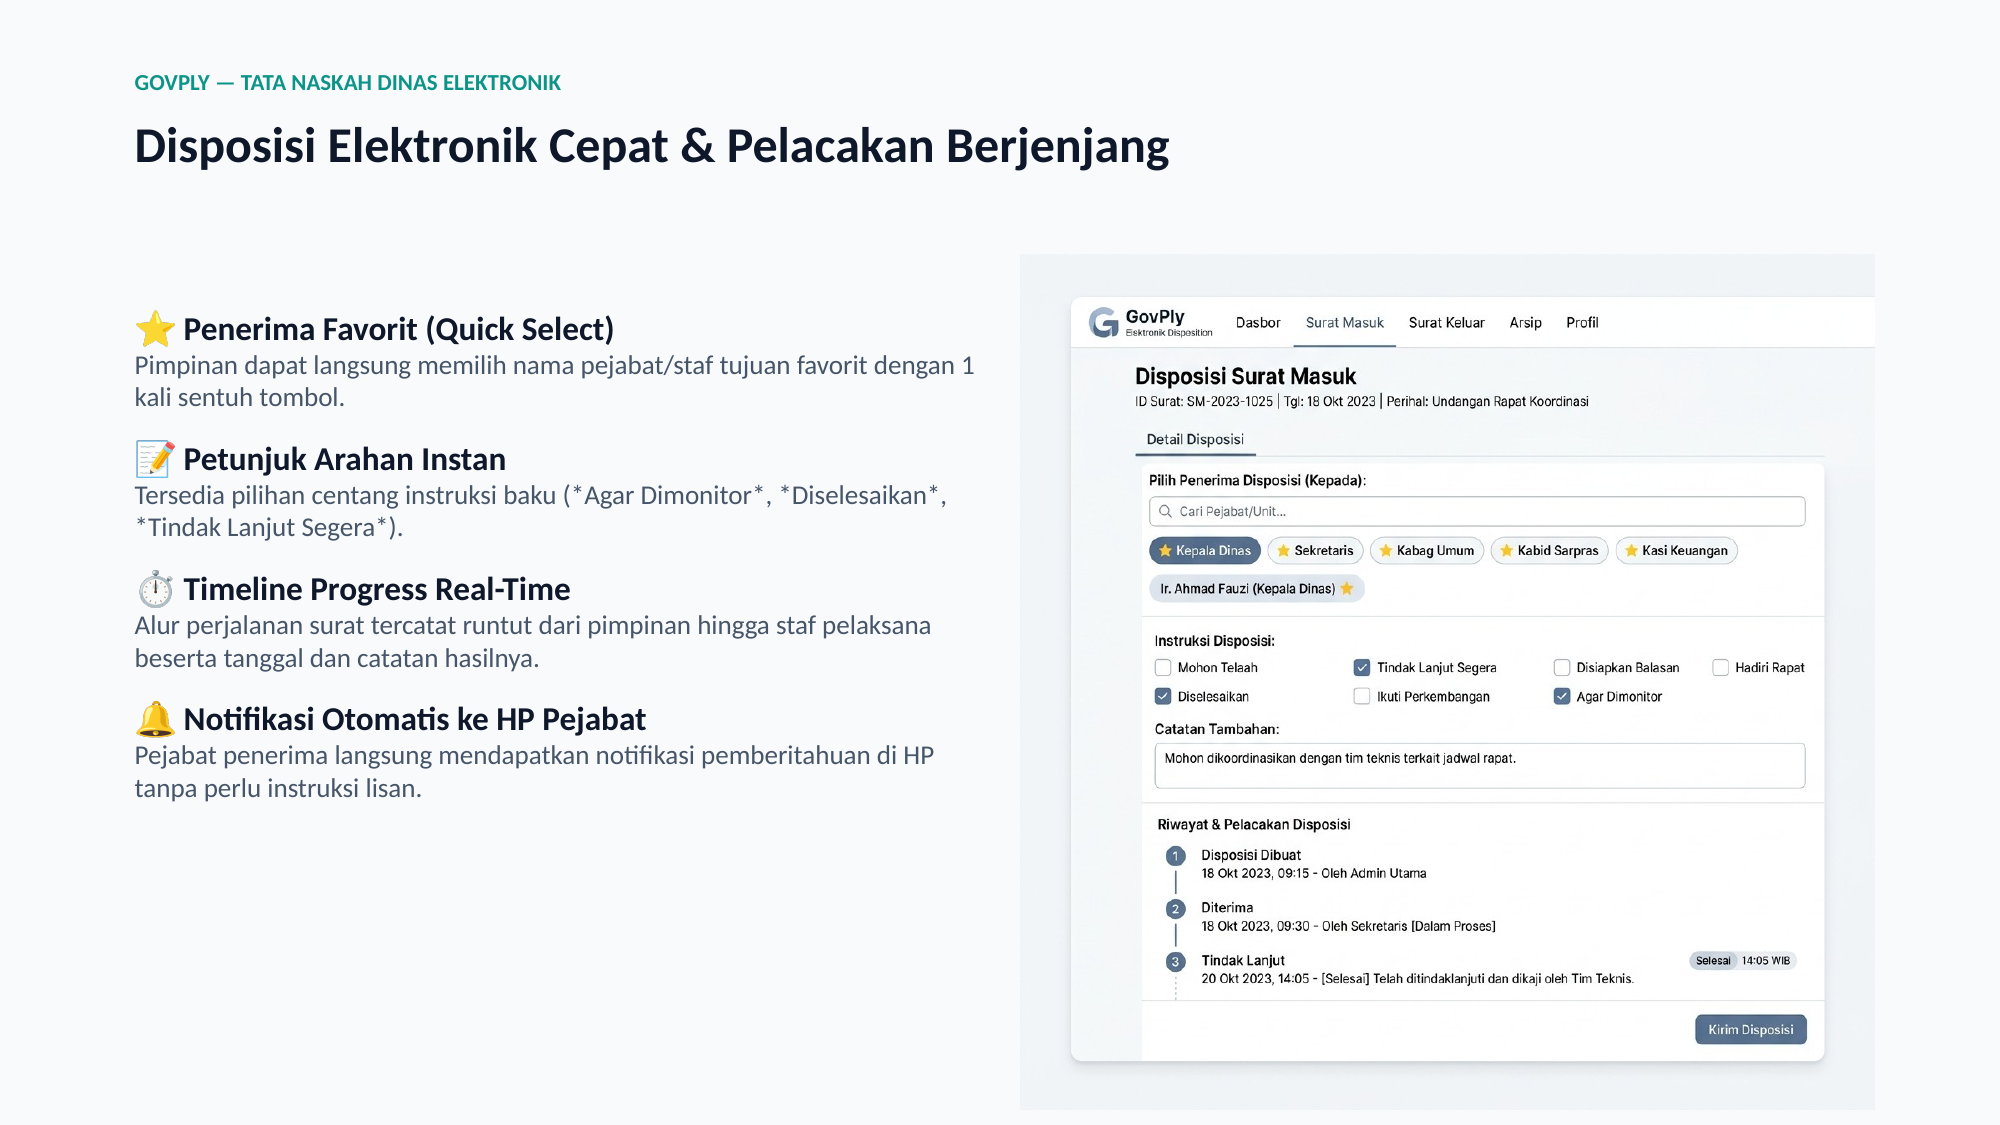 GOVPLY — TATA NASKAH DINAS ELEKTRONIK
Disposisi Elektronik Cepat & Pelacakan Berjenjang
⭐ Penerima Favorit (Quick Select)
Pimpinan dapat langsung memilih nama pejabat/staf tujuan favorit dengan 1
kali sentuh tombol.
📝 Petunjuk Arahan Instan
Tersedia pilihan centang instruksi baku (*Agar Dimonitor*, *Diselesaikan*,
*Tindak Lanjut Segera*).
⏱️ Timeline Progress Real-Time
Alur perjalanan surat tercatat runtut dari pimpinan hingga staf pelaksana
beserta tanggal dan catatan hasilnya.
🔔 Notifikasi Otomatis ke HP Pejabat
Pejabat penerima langsung mendapatkan notifikasi pemberitahuan di HP
tanpa perlu instruksi lisan.
GovPly
Elektronik Disposition
Dasbor Surat Masuk Surat Keluar Arsip Profil
Disposisi Surat Masuk
ID Surat: SM-2023-1025 | Tgl: 18 Okt 2023 | Perihal: Undangan Rapat Koordinasi
Detail Disposisi
Pilih Penerima Disposisi (Kepada):
Cari Pejabat/Unit...
⭐ Kepala Dinas ⭐ Sekretaris ⭐ Kabag Umum ⭐ Kabid Sarpras ⭐ Kasi Keuangan
Ir. Ahmad Fauzi (Kepala Dinas) ⭐
Instruksi Disposisi:
Mohon Telaah Tindak Lanjut Segera Disiapkan Balasan Hadiri Rapat
Diselesaikan Ikuti Perkembangan Agar Dimonitor
Catatan Tambahan:
Mohon dikoordinasikan dengan tim teknis terkait jadwal rapat.
Riwayat & Pelacakan Disposisi
1 Disposisi Dibuat
18 Okt 2023, 09:15 - Oleh Admin Utama
2 Diterima
18 Okt 2023, 09:30 - Oleh Sekretaris [Dalam Proses]
3 Tindak Lanjut Selesai 14:05 WIB
20 Okt 2023, 14:05 - [Selesai] Telah ditindaklanjuti dan dikaji oleh Tim Teknis.
Kirim Disposisi